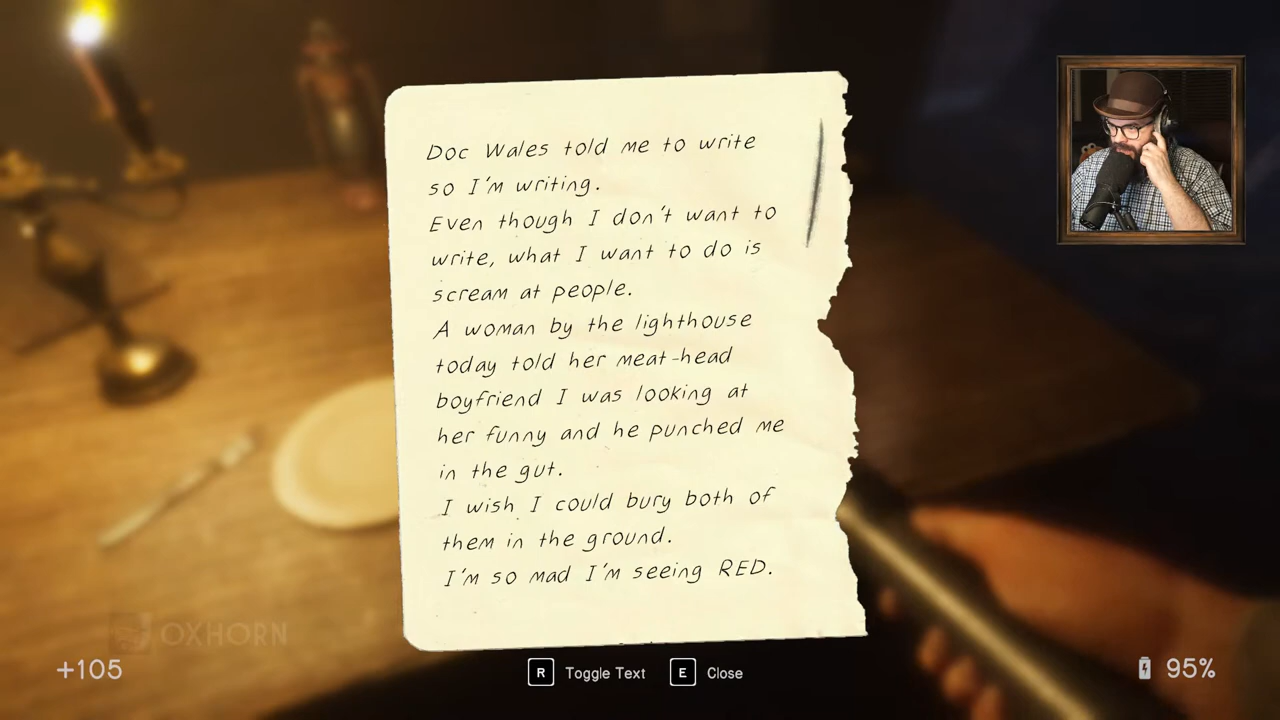 Doc Wales told me to write
so I'm writing.
Even though I don't want to
write, what I want to do is
scream at people.
A woman by the lighthouse
today told her meat-head
boyfriend I was looking at
her funny and he punched me
in the gut.
I wish I could bury both of
them in the ground.
I'm so mad I'm seeing RED.
OXHORN
+105
R Toggle Text E Close
95%